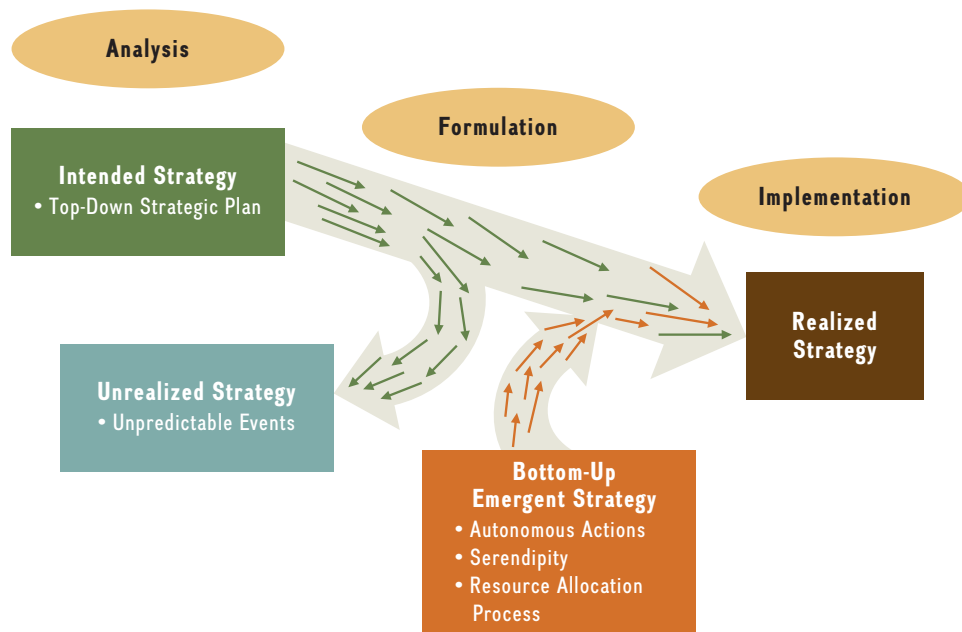 Analysis
Formulation
Implementation
Intended Strategy
• Top-Down Strategic Plan
Realized
Strategy
Unrealized Strategy
• Unpredictable Events
Bottom-Up
Emergent Strategy
• Autonomous Actions
• Serendipity
• Resource Allocation
Process